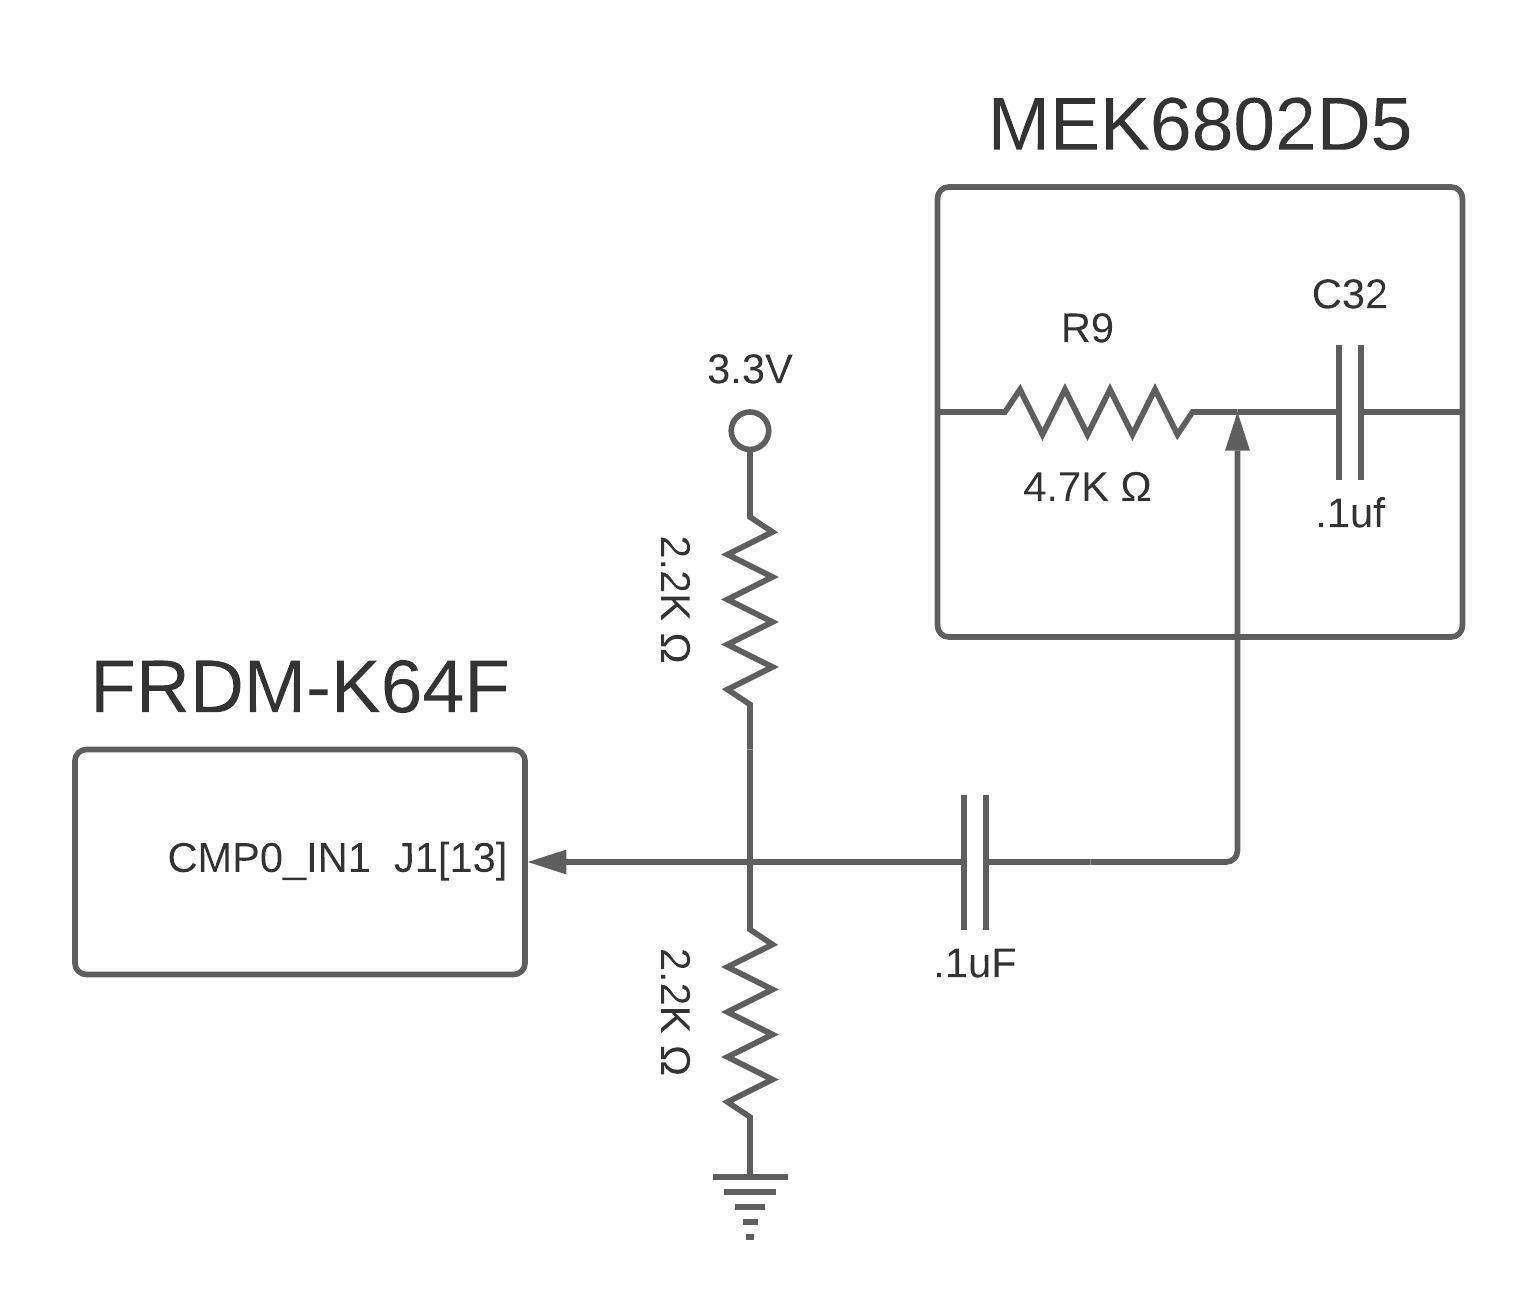 MEK6802D5
C32
R9
3.3V
4.7K Ω
.1uf
2.2K Ω
FRDM-K64F
CMP0_IN1 J1[13]
.1uF
2.2K Ω